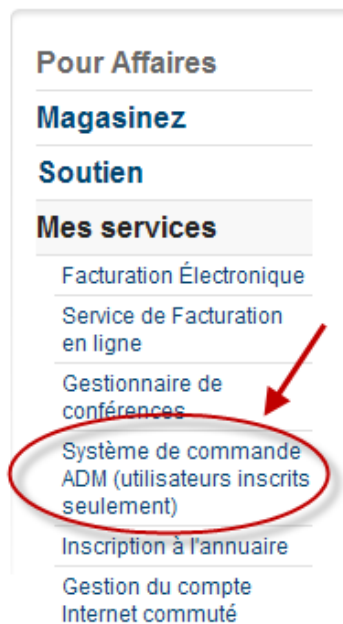 Pour Affaires
Magasinez
Soutien
Mes services
Facturation Électronique
Service de Facturation
en ligne
Gestionnaire de
conférences
Système de commande
ADM (utilisateurs inscrits
seulement)
Inscription à l'annuaire
Gestion du compte
Internet commuté